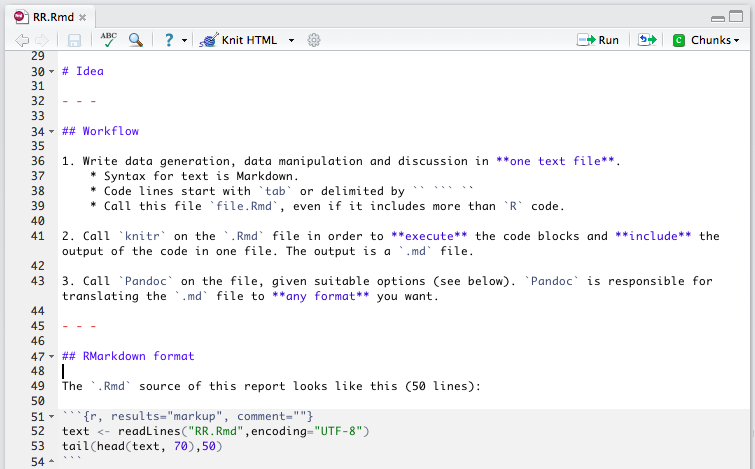 RR.Rmd
ABC
? Knit HTML Run C Chunks
29
30 # Idea
31
32 - - -
33
34 ## Workflow
35
36 1. Write data generation, data manipulation and discussion in **one text file**.
37 * Syntax for text is Markdown.
38 * Code lines start with `tab` or delimited by `` ``` ``
39 * Call this file `file.Rmd`, even if it includes more than `R` code.
40
41 2. Call `knitr` on the `.Rmd` file in order to **execute** the code blocks and **include** the
output of the code in one file. The output is a `.md` file.
42
43 3. Call `Pandoc` on the file, given suitable options (see below). `Pandoc` is responsible for
translating the `.md` file to **any format** you want.
44
45 - - -
46
47 ## RMarkdown format
48
49 The `.Rmd` source of this report looks like this (50 lines):
50
51 ```{r, results="markup", comment=""}
52 text <- readLines("RR.Rmd",encoding="UTF-8")
53 tail(head(text, 70),50)
54 ```